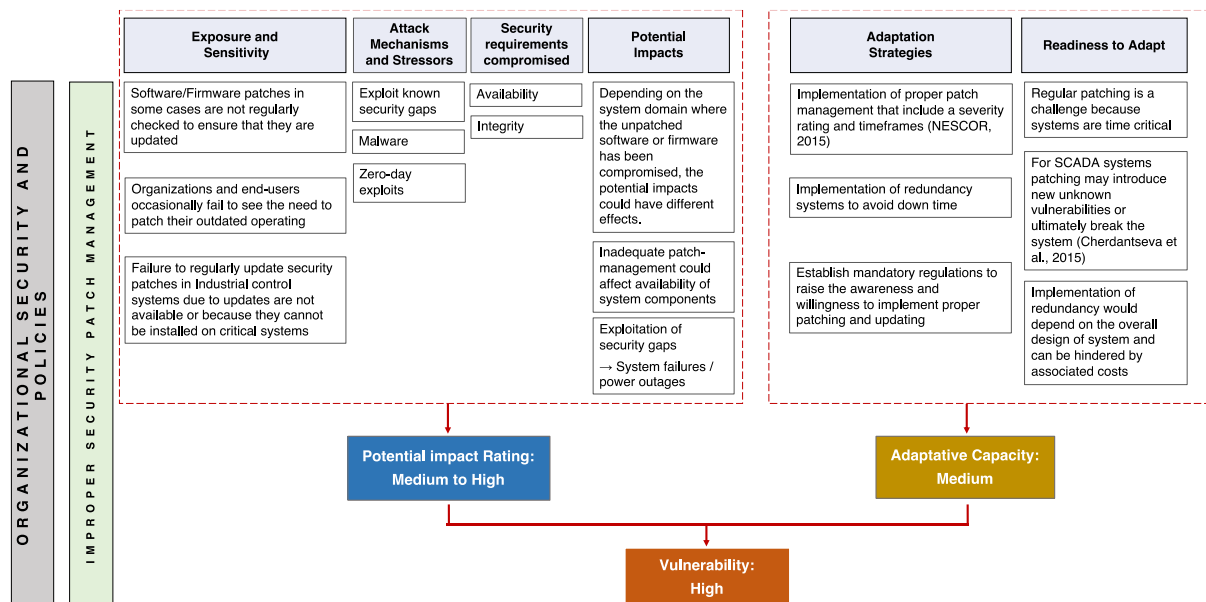 ORGANIZATIONAL SECURITY AND
POLICIES
IMPROPER SECURITY PATCH MANAGEMENT
Exposure and
Sensitivity
Software/Firmware patches in
some cases are not regularly
checked to ensure that they are
updated
Organizations and end-users
occasionally fail to see the need to
patch their outdated operating
Failure to regularly update security
patches in Industrial control
systems due to updates are not
available or because they cannot
be installed on critical systems
Attack
Mechanisms
and Stressors
Exploit known
security gaps
Malware
Zero-day
exploits
Security
requirements
compromised
Availability
Integrity
Potential
Impacts
Depending on the
system domain where
the unpatched
software or firmware
has been
compromised, the
potential impacts
could have different
effects.
Inadequate patch-
management could
affect availability of
system components
Exploitation of
security gaps
→ System failures /
power outages
Adaptation
Strategies
Implementation of proper patch
management that include a severity
rating and timeframes (NESCOR,
2015)
Implementation of redundancy
systems to avoid down time
Establish mandatory regulations to
raise the awareness and
willingness to implement proper
patching and updating
Readiness to Adapt
Regular patching is a
challenge because
systems are time critical
For SCADA systems
patching may introduce
new unknown
vulnerabilities or
ultimately break the
system (Cherdantseva et
al., 2015)
Implementation of
redundancy would
depend on the overall
design of system and
can be hindered by
associated costs
Potential impact Rating:
Medium to High
Adaptative Capacity:
Medium
Vulnerability:
High